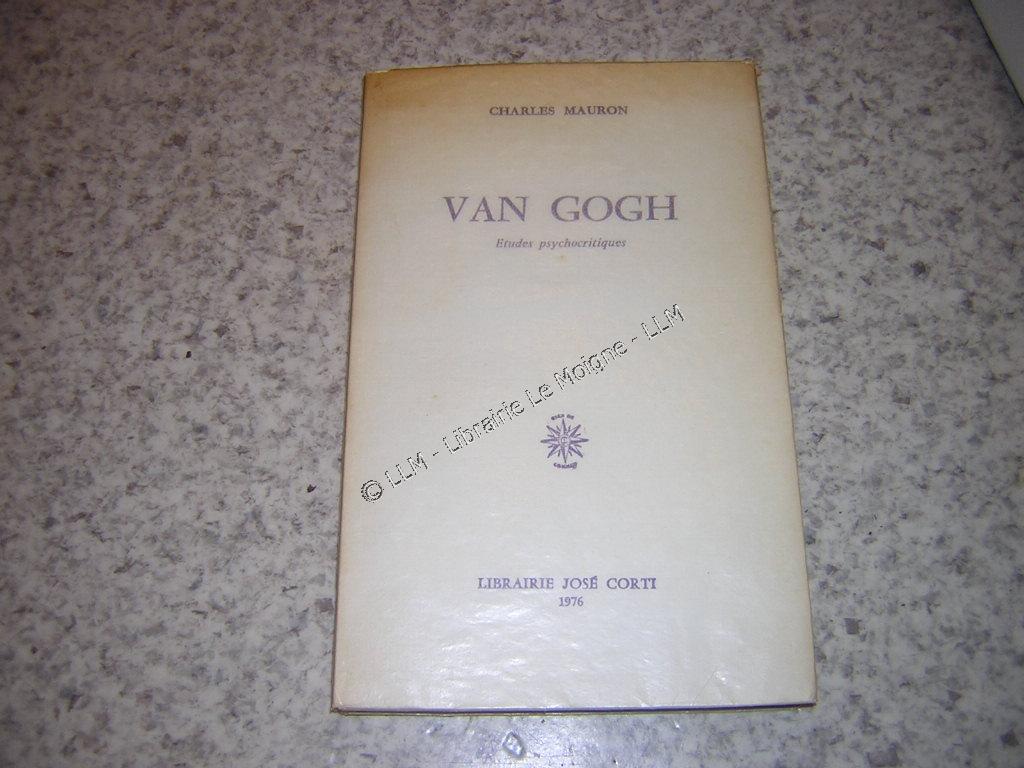 CHARLES MAURON
VAN GOGH
Etudes psychocritiques
© LLM - Librairie Le Moigne - LLM
LIBRAIRIE JOSÉ CORTI
1976